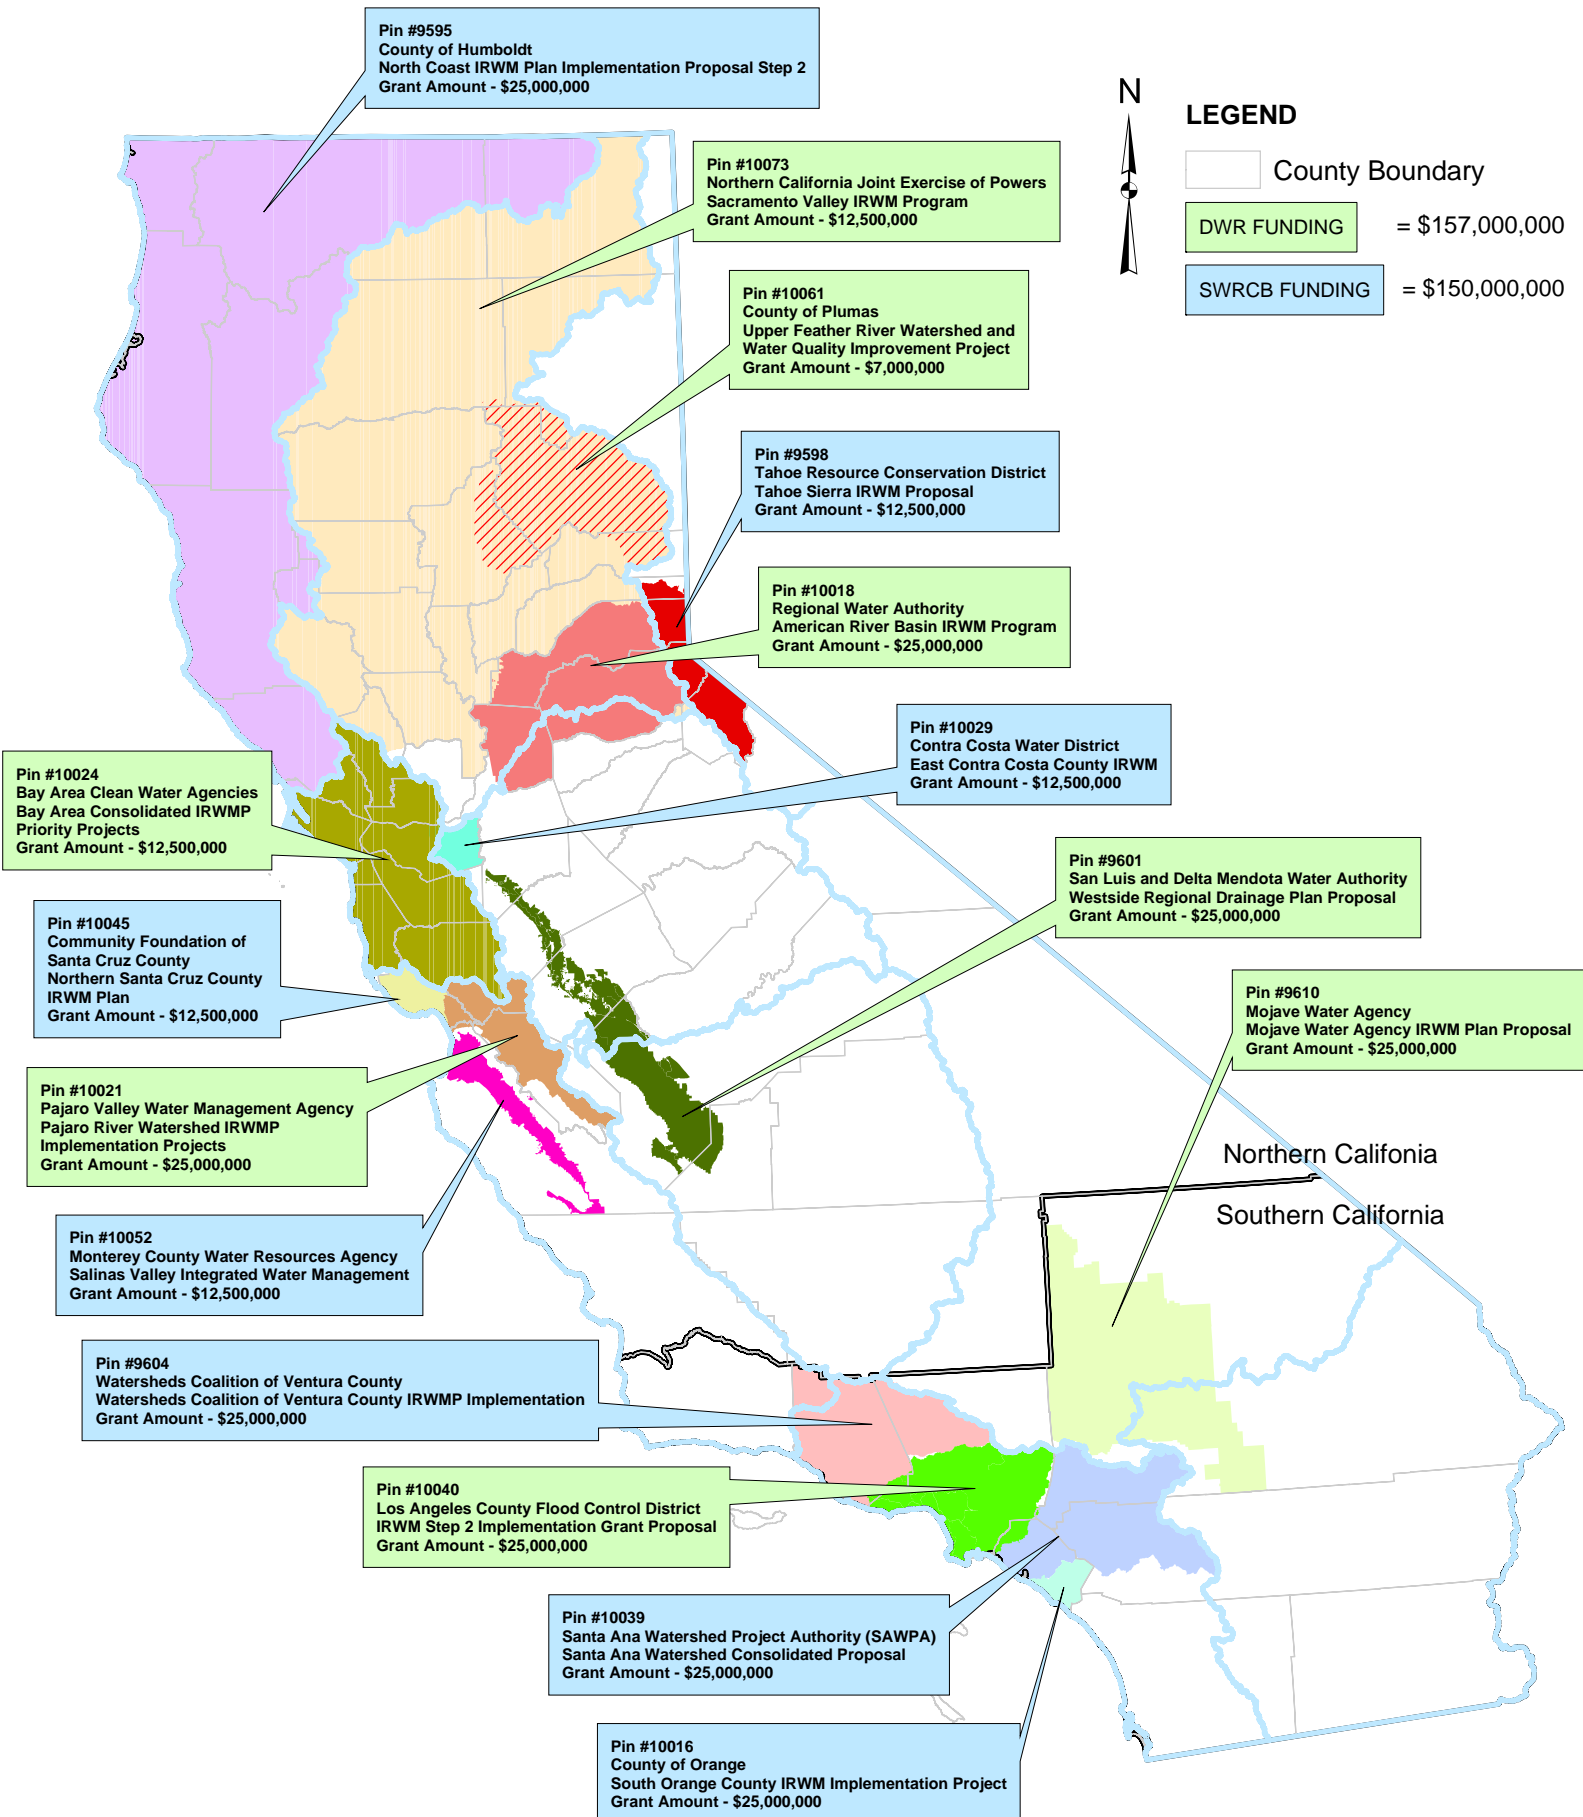 Pin #9595
County of Humboldt
North Coast IRWM Plan Implementation Proposal Step 2
Grant Amount - $25,000,000
N
LEGEND
County Boundary
DWR FUNDING = $157,000,000
SWRCB FUNDING = $150,000,000
Pin #10073
Northern California Joint Exercise of Powers
Sacramento Valley IRWM Program
Grant Amount - $12,500,000
Pin #10061
County of Plumas
Upper Feather River Watershed and
Water Quality Improvement Project
Grant Amount - $7,000,000
Pin #9598
Tahoe Resource Conservation District
Tahoe Sierra IRWM Proposal
Grant Amount - $12,500,000
Pin #10018
Regional Water Authority
American River Basin IRWM Program
Grant Amount - $25,000,000
Pin #10029
Contra Costa Water District
East Contra Costa County IRWM
Grant Amount - $12,500,000
Pin #10024
Bay Area Clean Water Agencies
Bay Area Consolidated IRWMP
Priority Projects
Grant Amount - $12,500,000
Pin #9601
San Luis and Delta Mendota Water Authority
Westside Regional Drainage Plan Proposal
Grant Amount - $25,000,000
Pin #10045
Community Foundation of
Santa Cruz County
Northern Santa Cruz County
IRWM Plan
Grant Amount - $12,500,000
Pin #9610
Mojave Water Agency
Mojave Water Agency IRWM Plan Proposal
Grant Amount - $25,000,000
Pin #10021
Pajaro Valley Water Management Agency
Pajaro River Watershed IRWMP
Implementation Projects
Grant Amount - $25,000,000
Northern Califonia
Southern California
Pin #10052
Monterey County Water Resources Agency
Salinas Valley Integrated Water Management
Grant Amount - $12,500,000
Pin #9604
Watersheds Coalition of Ventura County
Watersheds Coalition of Ventura County IRWMP Implementation
Grant Amount - $25,000,000
Pin #10040
Los Angeles County Flood Control District
IRWM Step 2 Implementation Grant Proposal
Grant Amount - $25,000,000
Pin #10039
Santa Ana Watershed Project Authority (SAWPA)
Santa Ana Watershed Consolidated Proposal
Grant Amount - $25,000,000
Pin #10016
County of Orange
South Orange County IRWM Implementation Project
Grant Amount - $25,000,000